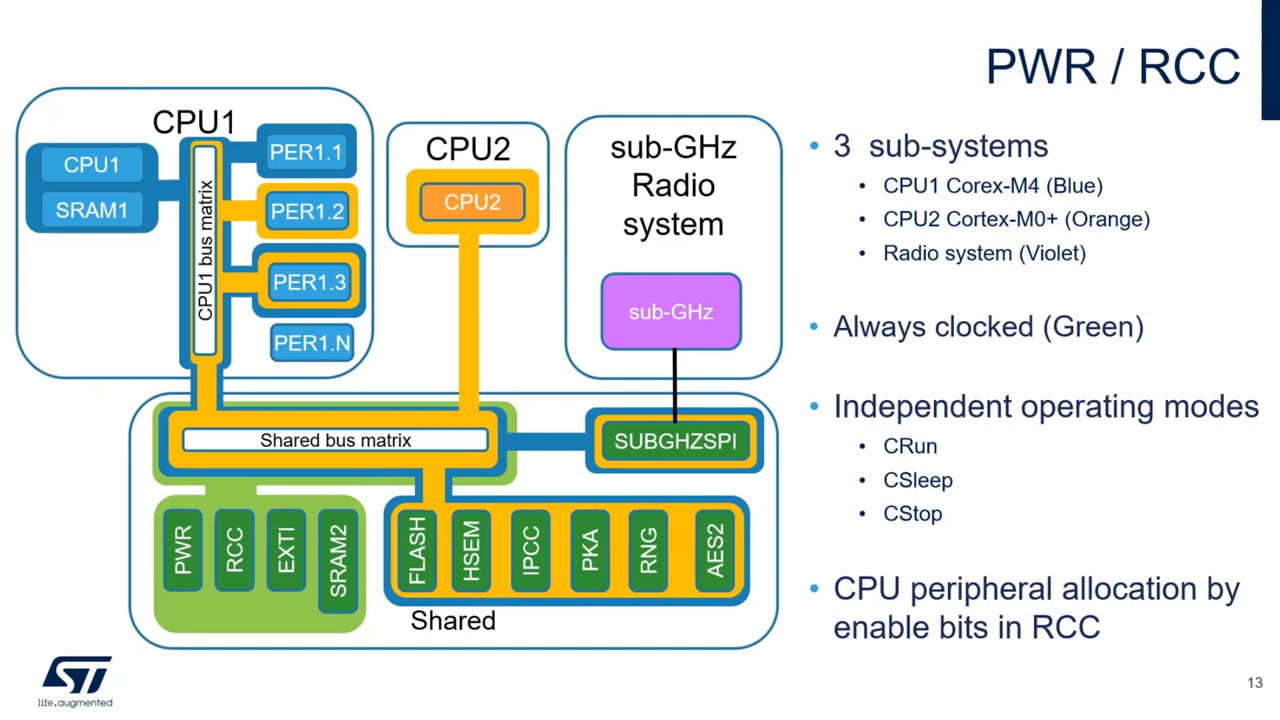 PWR / RCC
CPU1
CPU1
SRAM1
CPU1 bus matrix
PER1.1
PER1.2
PER1.3
PER1.N
CPU2
CPU2
sub-GHz
Radio
system
sub-GHz
Shared bus matrix
SUBGHZSPI
PWR
RCC
EXTI
SRAM2
FLASH
HSEM
IPCC
PKA
RNG
AES2
Shared
• 3 sub-systems
• CPU1 Corex-M4 (Blue)
• CPU2 Cortex-M0+ (Orange)
• Radio system (Violet)
• Always clocked (Green)
• Independent operating modes
• CRun
• CSleep
• CStop
• CPU peripheral allocation by
enable bits in RCC
ST
life.augmented
13